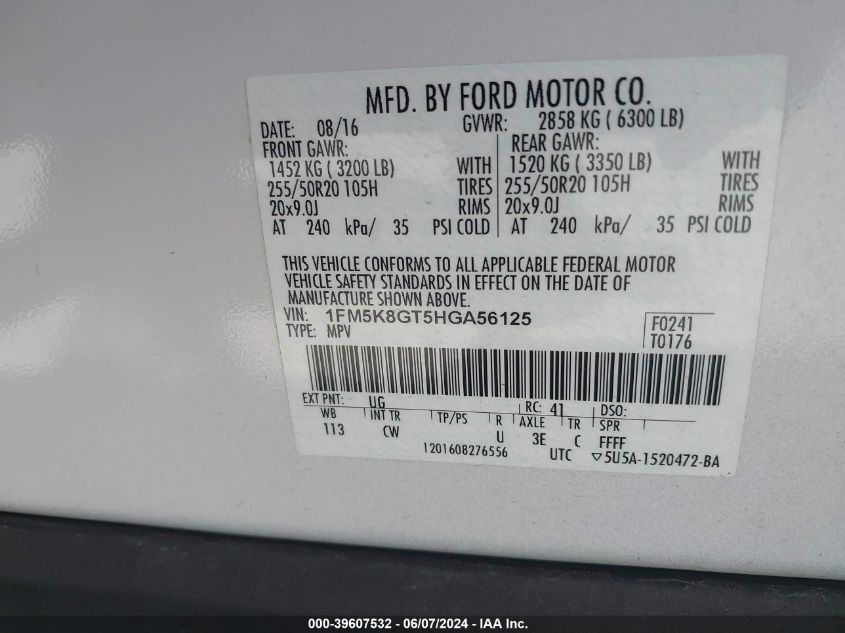 MFD. BY FORD MOTOR CO.
DATE: 08/16 GVWR: 2858 KG ( 6300 LB)
FRONT GAWR: REAR GAWR:
1452 KG ( 3200 LB) WITH 1520 KG ( 3350 LB) WITH
255/50R20 105H TIRES 255/50R20 105H TIRES
20x9.0J RIMS 20x9.0J RIMS
AT 240 kPa/ 35 PSI COLD AT 240 kPa/ 35 PSI COLD
THIS VEHICLE CONFORMS TO ALL APPLICABLE FEDERAL MOTOR
VEHICLE SAFETY STANDARDS IN EFFECT ON THE DATE OF
MANUFACTURE SHOWN ABOVE.
VIN: 1FM5K8GT5HGA56125 F0241
TYPE: MPV T0176
EXT PNT: UG RC: 41 DSO:
WB INT TR TP/PS R AXLE TR SPR
113 CW U 3E C FFFF
1201608276556 UTC ▽5U5A-1520472-BA
000-39607532 - 06/07/2024 - IAA Inc.